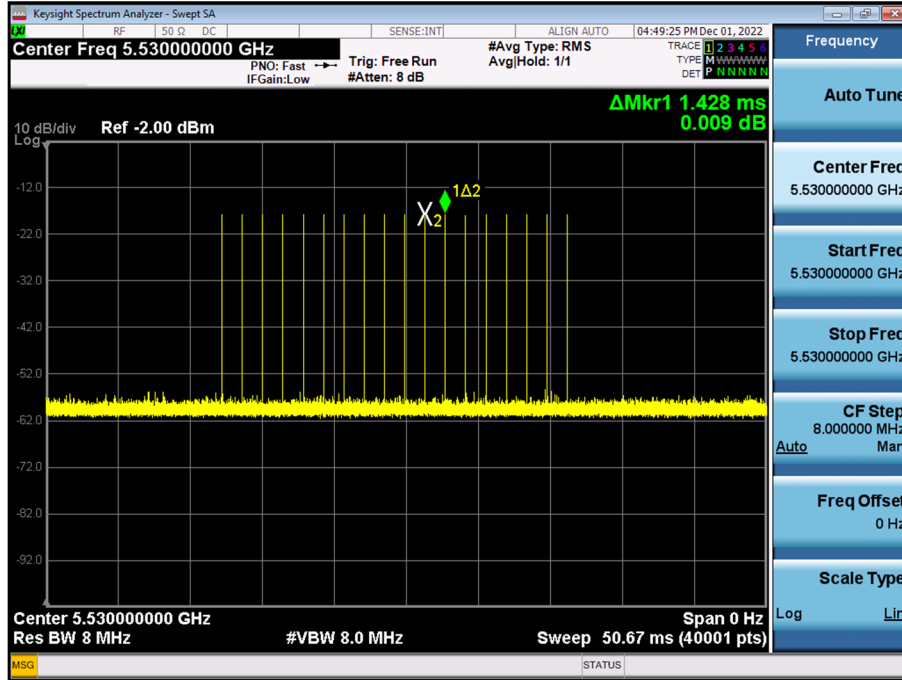 Keysight Spectrum Analyzer - Swept SA
LXI RF 50 Ω DC SENSE:INT ALIGN AUTO 04:49:25 PM Dec 01, 2022
Center Freq 5.530000000 GHz
PNO: Fast
IFGain:Low
Trig: Free Run
#Atten: 8 dB
#Avg Type: RMS
Avg|Hold: 1/1
TRACE 1 2 3 4 5 6
TYPE M W W W W W
DET P N N N N N
ΔMkr1 1.428 ms
0.009 dB
10 dB/div Ref -2.00 dBm
Log
1Δ2
X2
-12.0
-22.0
-32.0
-42.0
-52.0
-62.0
-72.0
-82.0
-92.0
Center 5.530000000 GHz Span 0 Hz
Res BW 8 MHz #VBW 8.0 MHz Sweep 50.67 ms (40001 pts)
MSG STATUS
Frequency
Auto Tune
Center Freq
5.530000000 GHz
Start Freq
5.530000000 GHz
Stop Freq
5.530000000 GHz
CF Step
8.000000 MHz
Auto Man
Freq Offset
0 Hz
Scale Type
Log Lin